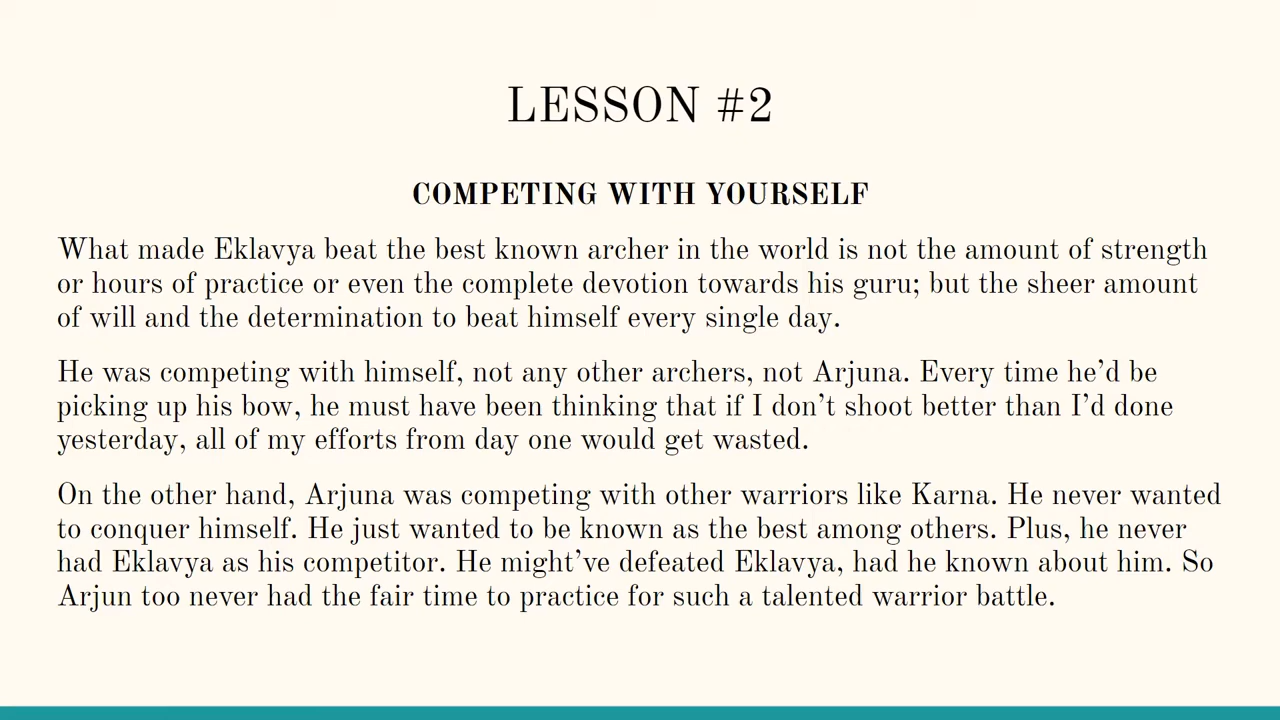 LESSON #2
COMPETING WITH YOURSELF
What made Eklavya beat the best known archer in the world is not the amount of strength
or hours of practice or even the complete devotion towards his guru; but the sheer amount
of will and the determination to beat himself every single day.
He was competing with himself, not any other archers, not Arjuna. Every time he’d be
picking up his bow, he must have been thinking that if I don’t shoot better than I’d done
yesterday, all of my efforts from day one would get wasted.
On the other hand, Arjuna was competing with other warriors like Karna. He never wanted
to conquer himself. He just wanted to be known as the best among others. Plus, he never
had Eklavya as his competitor. He might’ve defeated Eklavya, had he known about him. So
Arjun too never had the fair time to practice for such a talented warrior battle.